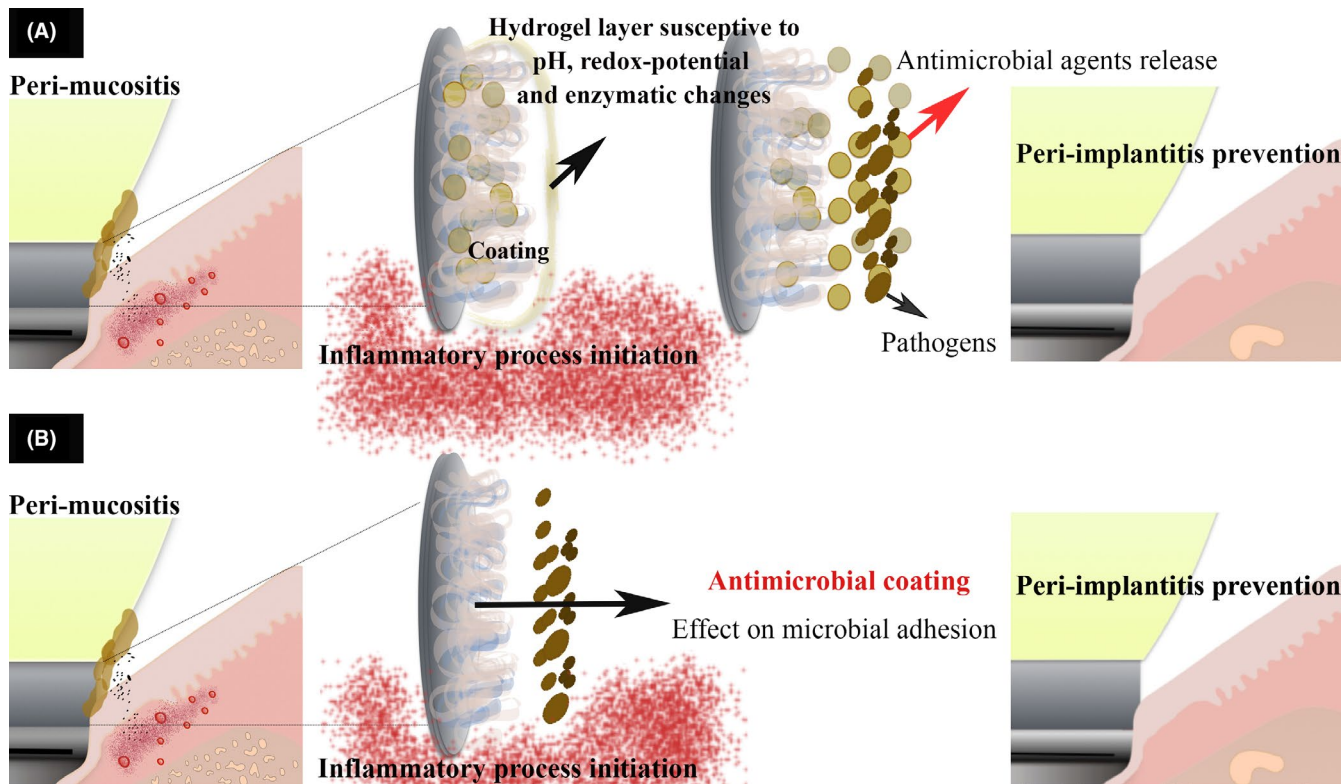 (A)
Peri-mucositis
Hydrogel layer susceptive to
pH, redox-potential
and enzymatic changes
Antimicrobial agents release
Peri-implantitis prevention
Coating
Pathogens
Inflammatory process initiation
(B)
Peri-mucositis
Antimicrobial coating
Effect on microbial adhesion
Peri-implantitis prevention
Inflammatory process initiation